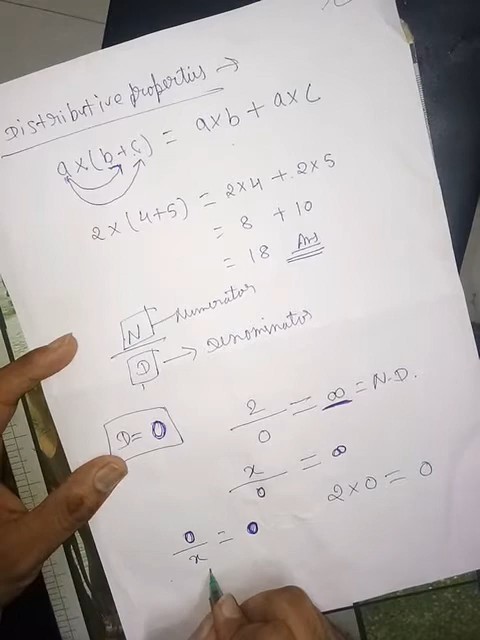 Distributive properties →
a×(b+c) = a×b + a×c
2×(4+5) = 2×4 + 2×5
= 8 + 10
= 18 Ans
N Numerator
D → Denominator
D = 0
2/0 = ∞ = N.D.
x/0 = ∞
2×0 = 0
0/x = 0